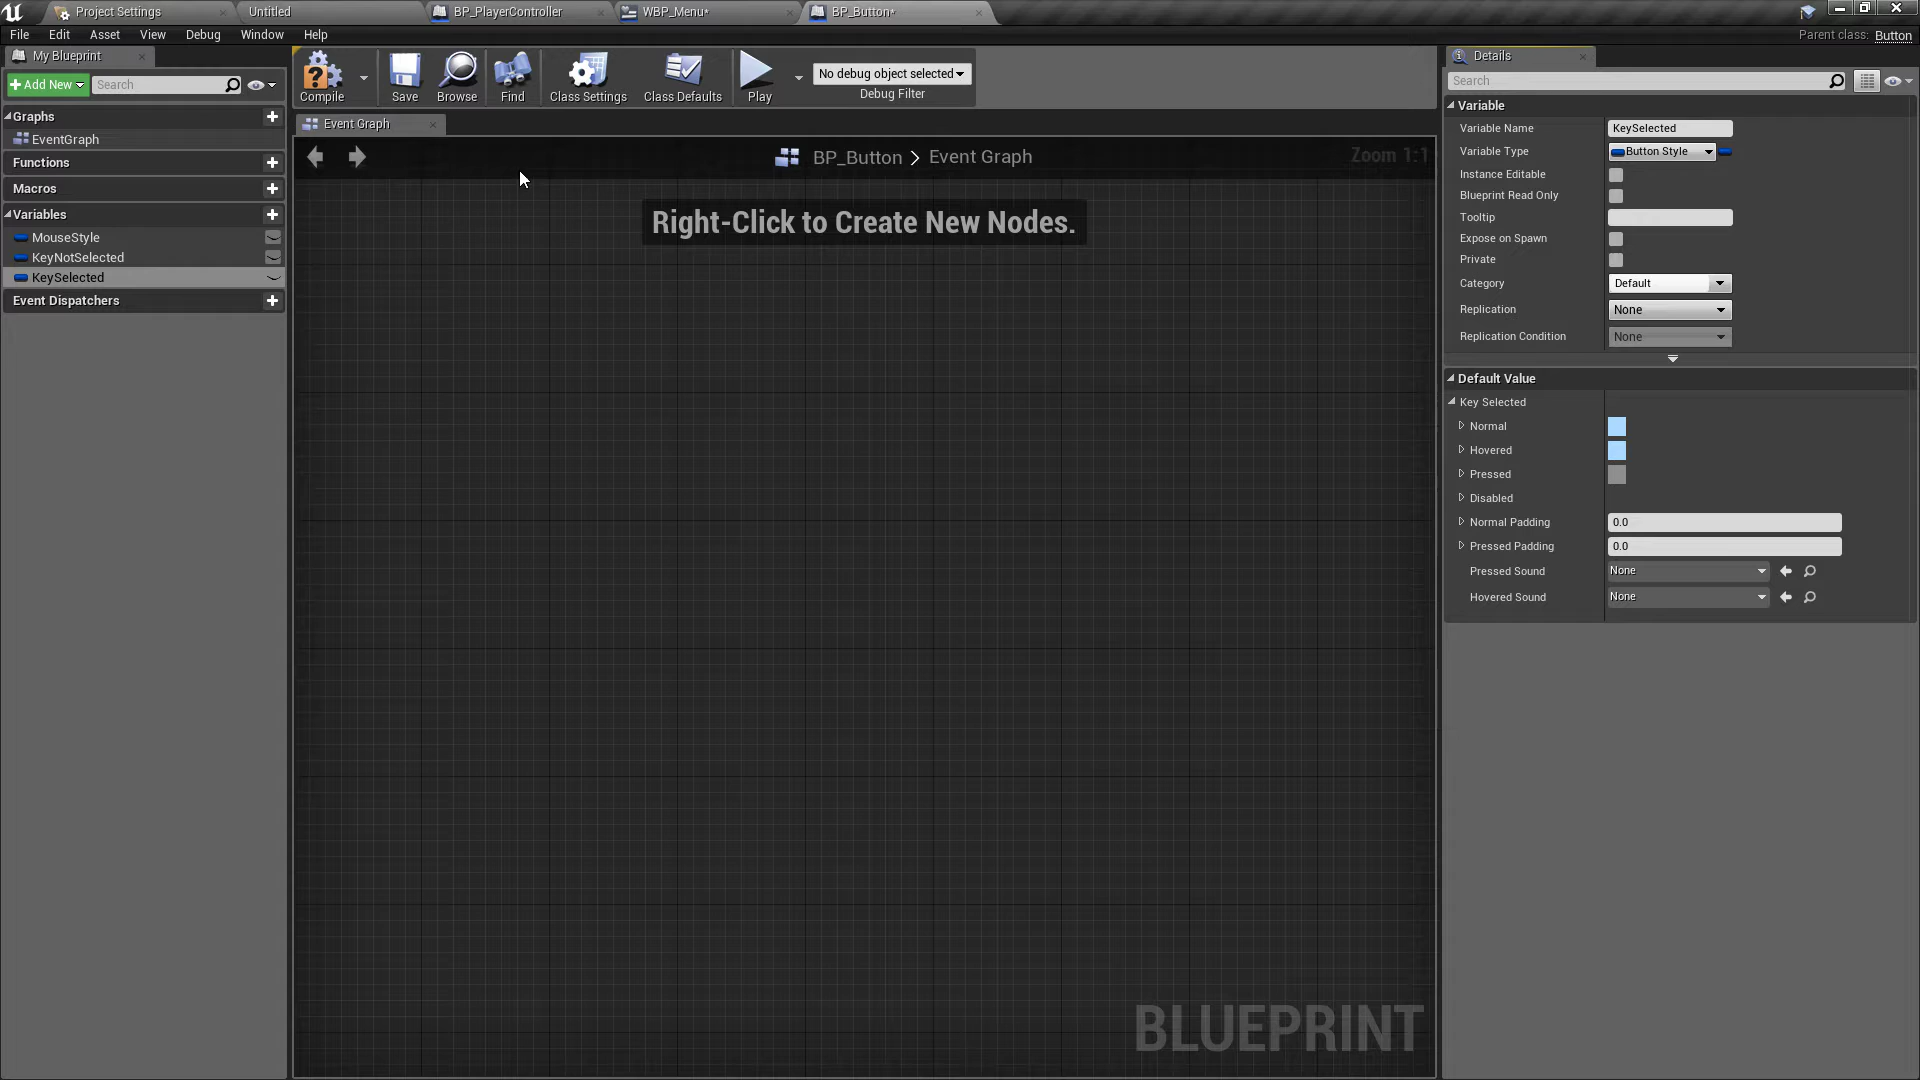 Project Settings
Untitled
BP_PlayerController
WBP_Menu*
BP_Button*
File Edit Asset View Debug Window Help
Parent class: Button
My Blueprint
Add New
Search
Graphs
EventGraph
Functions
Macros
Variables
MouseStyle
KeyNotSelected
KeySelected
Event Dispatchers
Compile
Save
Browse
Find
Class Settings
Class Defaults
Play
No debug object selected
Debug Filter
Event Graph
BP_Button > Event Graph
Zoom 1:1
Right-Click to Create New Nodes.
BLUEPRINT
Details
Search
Variable
Variable Name KeySelected
Variable Type Button Style
Instance Editable
Blueprint Read Only
Tooltip
Expose on Spawn
Private
Category Default
Replication None
Replication Condition None
Default Value
Key Selected
Normal
Hovered
Pressed
Disabled
Normal Padding 0.0
Pressed Padding 0.0
Pressed Sound None
Hovered Sound None